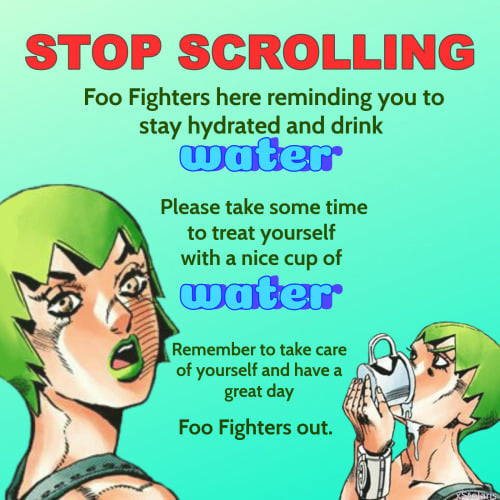 STOP SCROLLING
Foo Fighters here reminding you to
stay hydrated and drink
water
Please take some time
to treat yourself
with a nice cup of
water
Remember to take care
of yourself and have a
great day
Foo Fighters out.